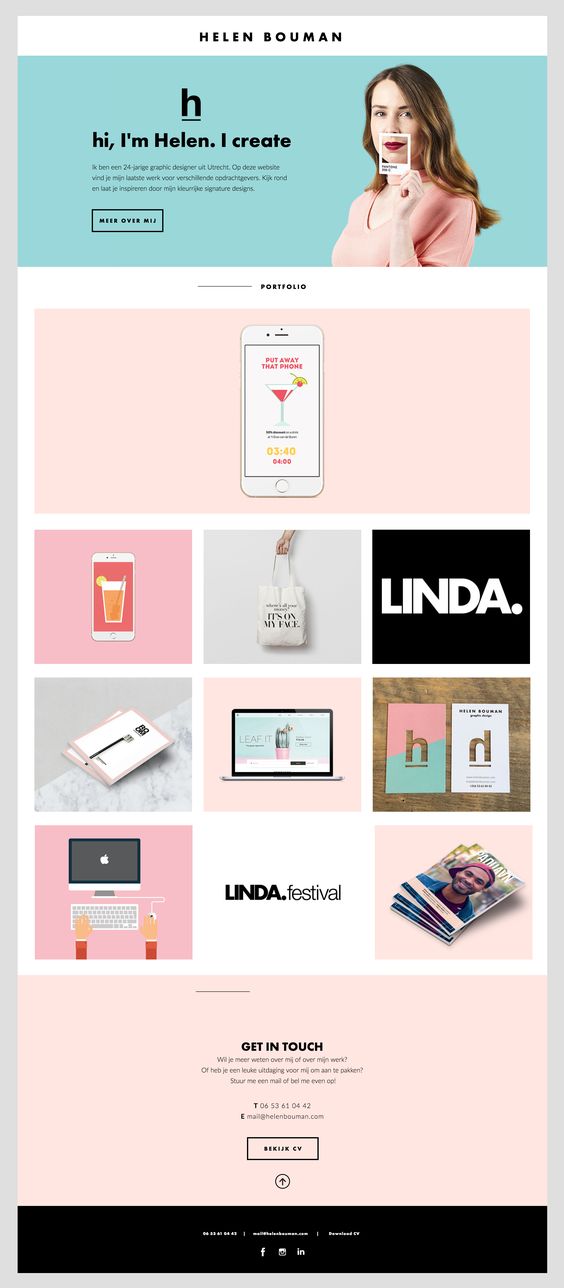 HELEN BOUMAN
h
hi, I'm Helen. I create
Ik ben een 24-jarige graphic designer uit Utrecht. Op deze website
vind je mijn laatste werk voor verschillende opdrachtgevers. Kijk rond
en laat je inspireren door mijn kleurrijke signature designs.
MEER OVER MIJ
PANTONE
PORTFOLIO
PUT AWAY
THAT PHONE
50% discount
03:40
04:00
where's all your
money?
IT'S ON
MY FACE.
LINDA.
LEAF IT
h
HELEN BOUMAN
graphic design
d
LINDA.festival
GET IN TOUCH
Wil je meer weten over mij of over mijn werk?
Of heb je een leuke uitdaging voor mij om aan te pakken?
Stuur me een mail of bel me even op!
T 06 53 61 04 42
E mail@helenbouman.com
BEKIJK CV
06 53 61 04 42 | mail@helenbouman.com | Download CV
f in